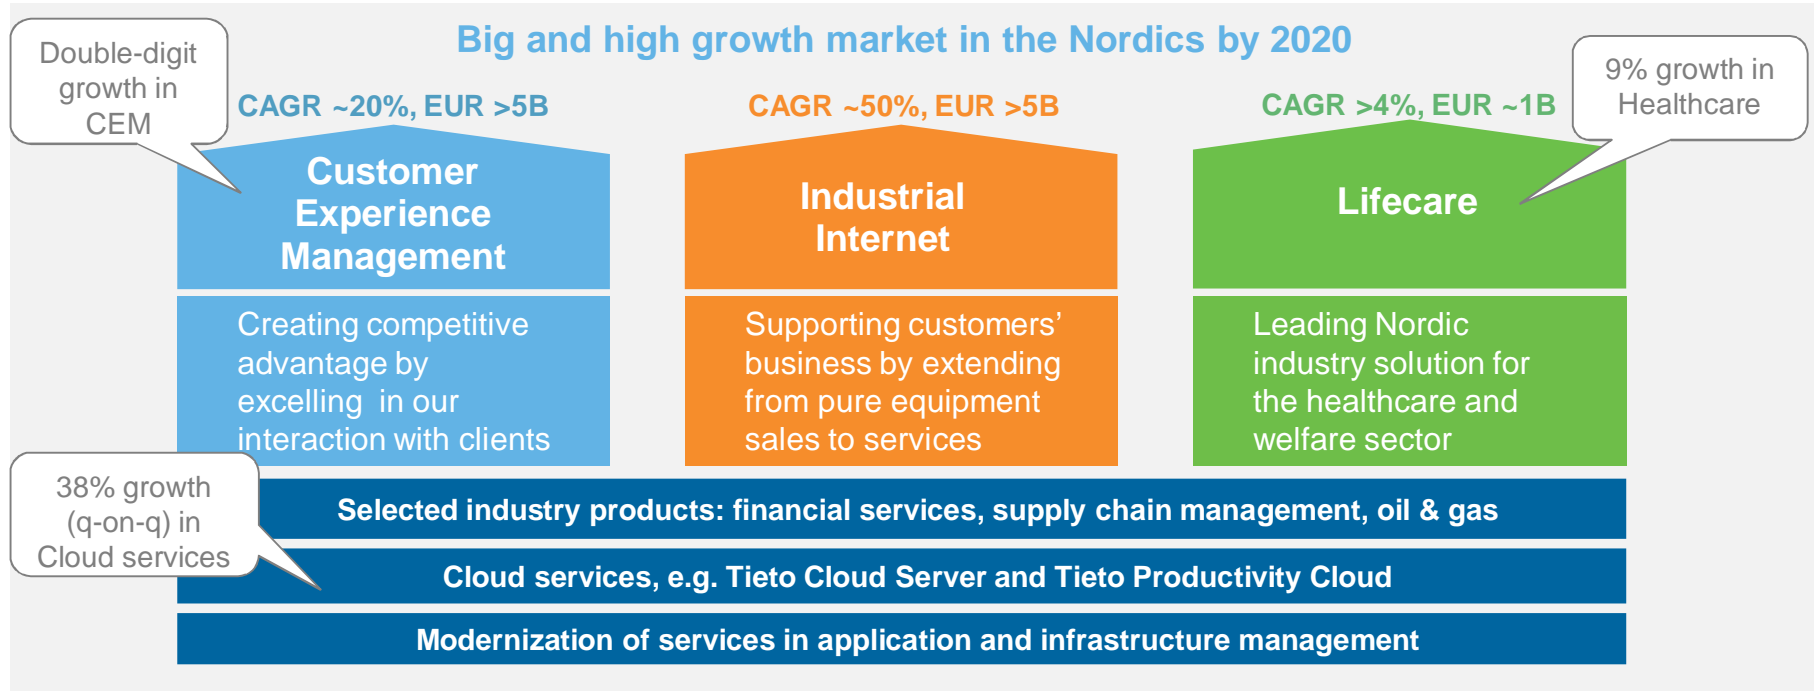 Big and high growth market in the Nordics by 2020
Double-digit
growth in
CEM
CAGR ~20%, EUR >5B
CAGR ~50%, EUR >5B
CAGR >4%, EUR ~1B
9% growth in
Healthcare
Customer
Experience
Management
Industrial
Internet
Lifecare
Creating competitive
advantage by
excelling in our
interaction with clients
Supporting customers’
business by extending
from pure equipment
sales to services
Leading Nordic
industry solution for
the healthcare and
welfare sector
38% growth
(q-on-q) in
Cloud services
Selected industry products: financial services, supply chain management, oil & gas
Cloud services, e.g. Tieto Cloud Server and Tieto Productivity Cloud
Modernization of services in application and infrastructure management